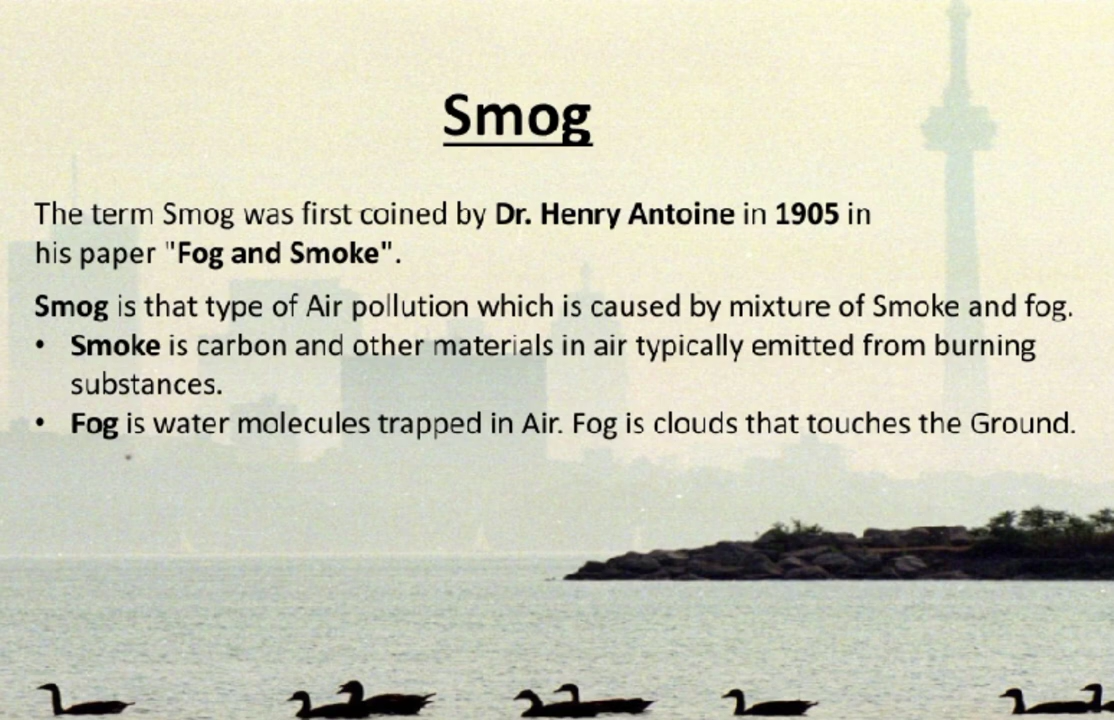 Smog
The term Smog was first coined by Dr. Henry Antoine in 1905 in
his paper "Fog and Smoke".
Smog is that type of Air pollution which is caused by mixture of Smoke and fog.
• Smoke is carbon and other materials in air typically emitted from burning
substances.
• Fog is water molecules trapped in Air. Fog is clouds that touches the Ground.